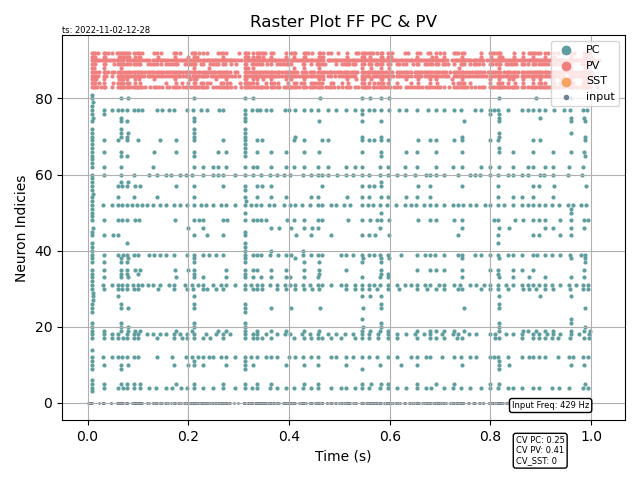 Raster Plot FF PC & PV
ts: 2022-11-02-12-28
PC
PV
SST
input
Neuron Indicies
80
60
40
20
0
Input Freq: 429 Hz
0.0 0.2 0.4 0.6 0.8 1.0
Time (s)
CV PC: 0.25
CV PV: 0.41
CV_SST: 0